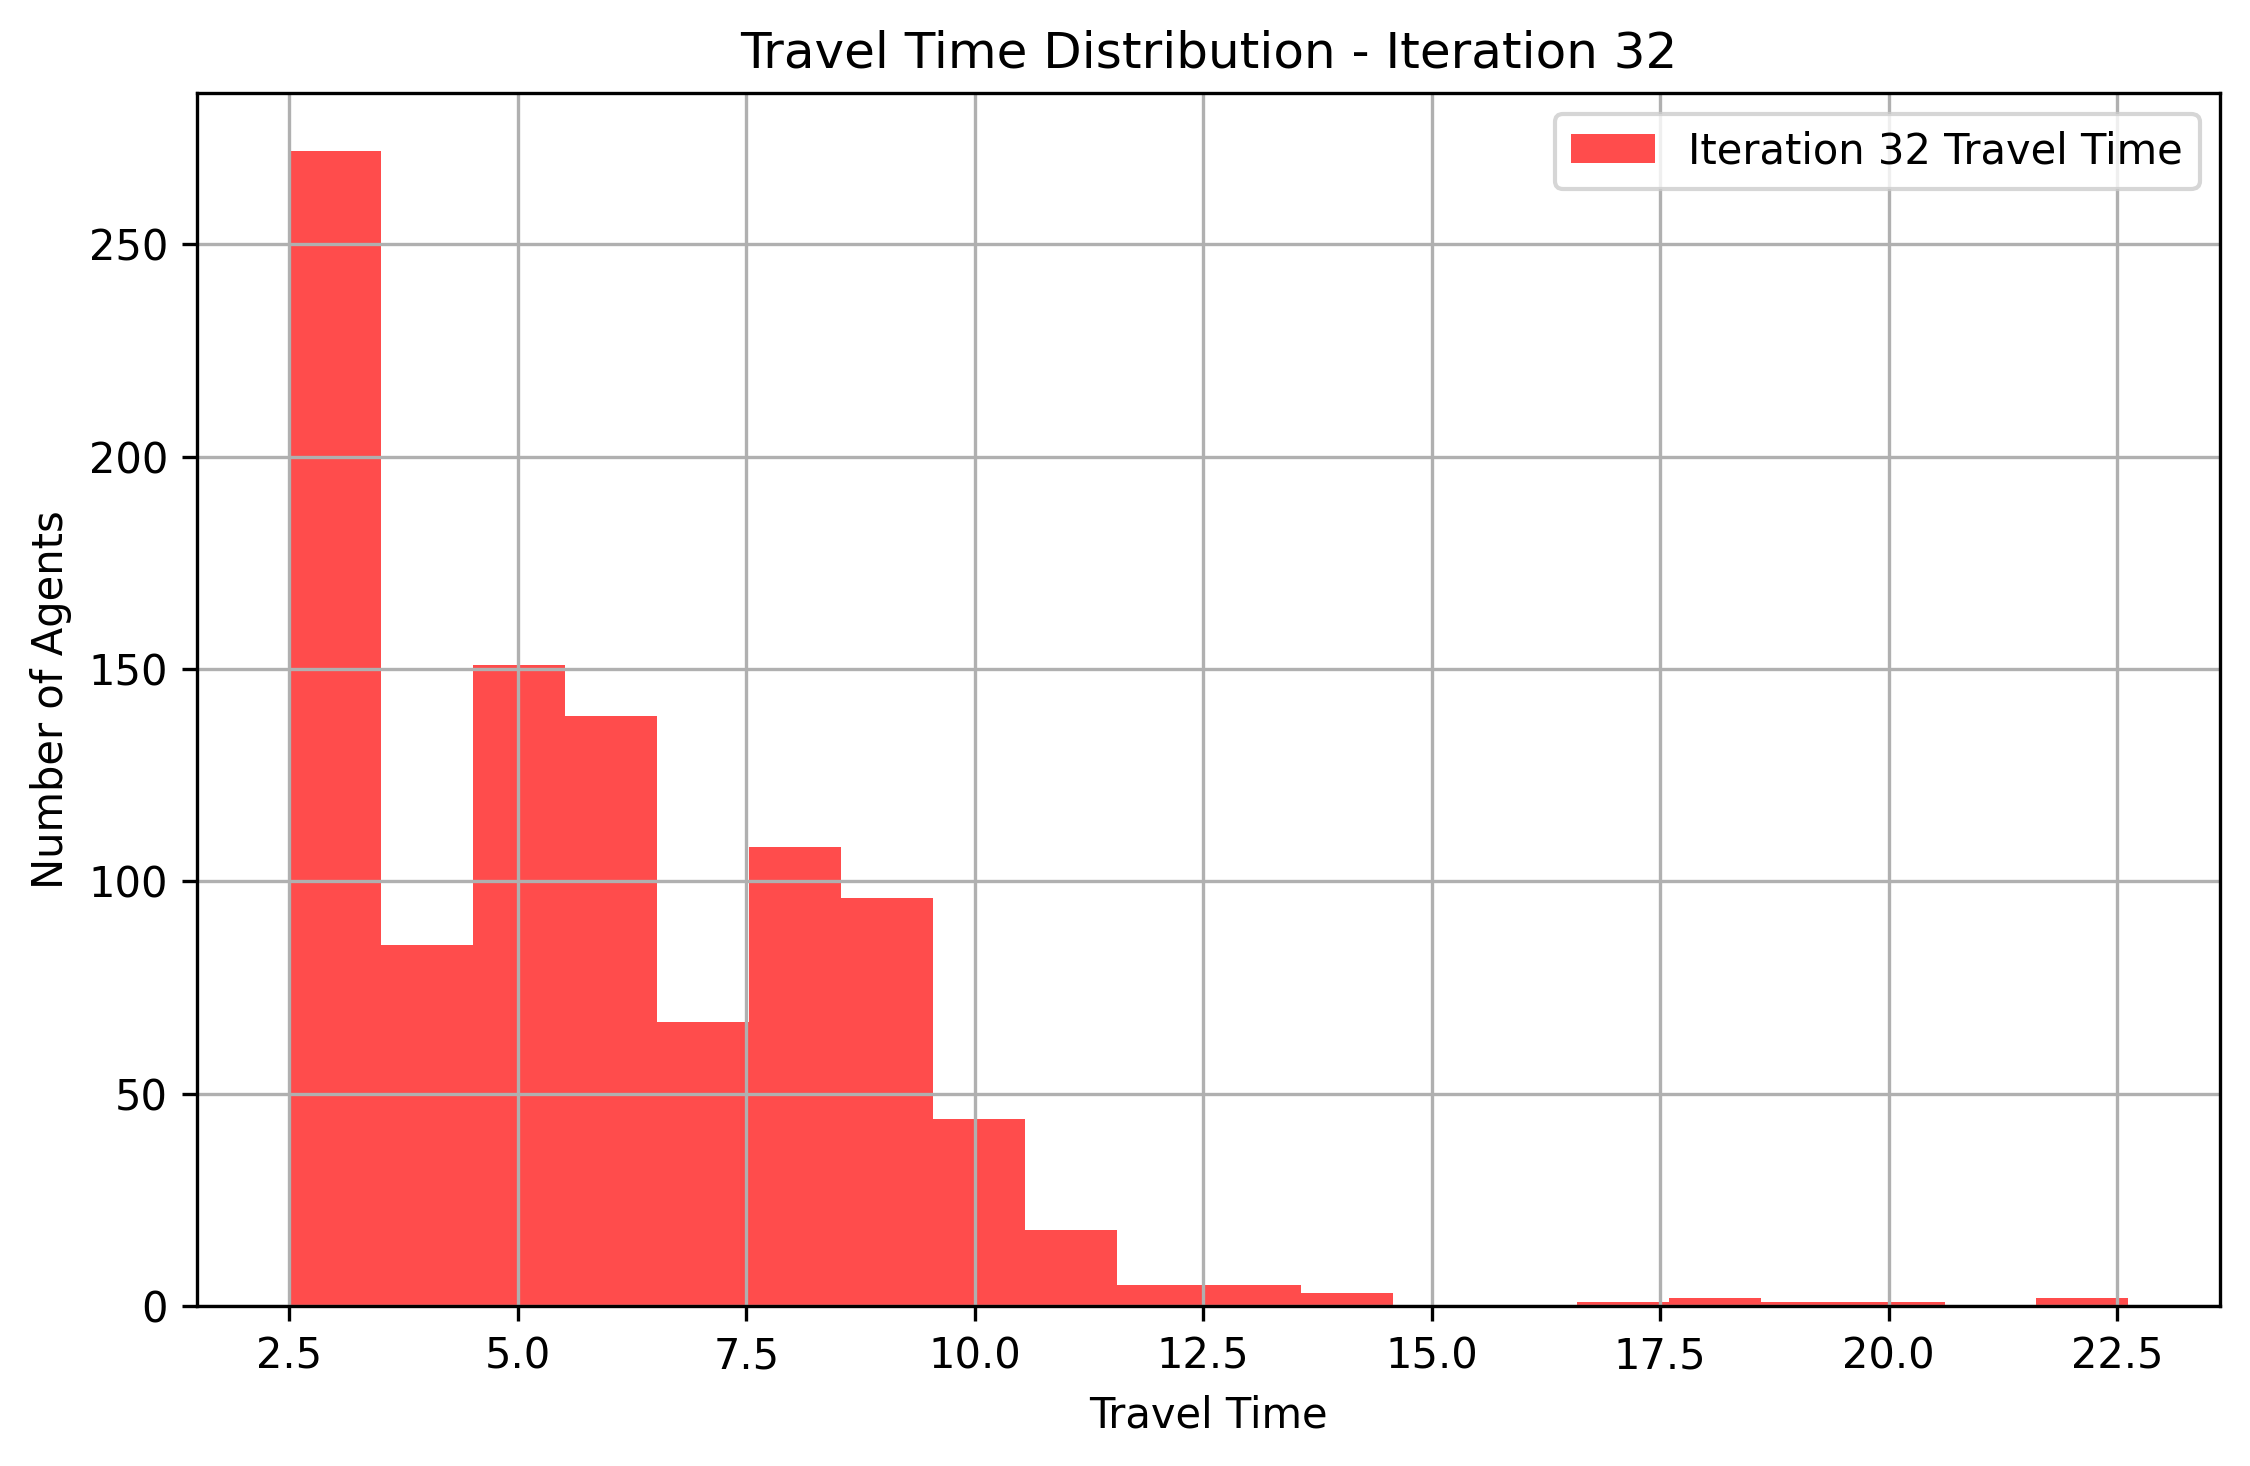 Travel Time Distribution - Iteration 32
Iteration 32 Travel Time
Number of Agents
250
200
150
100
50
0
2.5 5.0 7.5 10.0 12.5 15.0 17.5 20.0 22.5
Travel Time